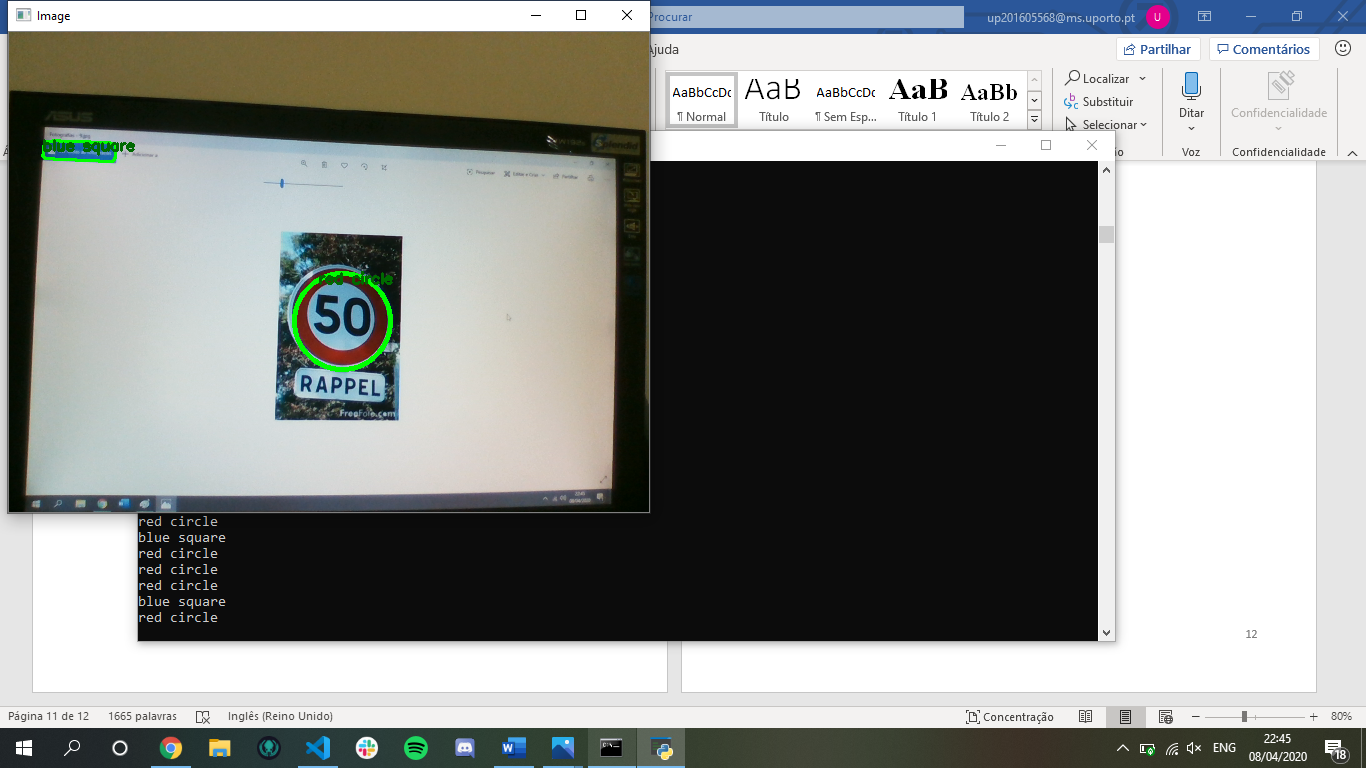 Image
Procurar
up201605568@ms.uporto.pt
U
Ajuda
Partilhar
Comentários
AaBbCcDc
¶ Normal
AaB
Título
AaBbCcDc
¶ Sem Esp...
AaB
Título 1
AaBb
Título 2
Localizar
Substituir
Selecionar
Ditar
Voz
Confidencialidade
Confidencialidade
ASUS
blue square
red circle
50
RAPPEL
FreeFoto.com
red circle
blue square
red circle
red circle
red circle
blue square
red circle
12
Página 11 de 12
1665 palavras
Inglês (Reino Unido)
Concentração
80%
ENG
22:45
08/04/2020
18